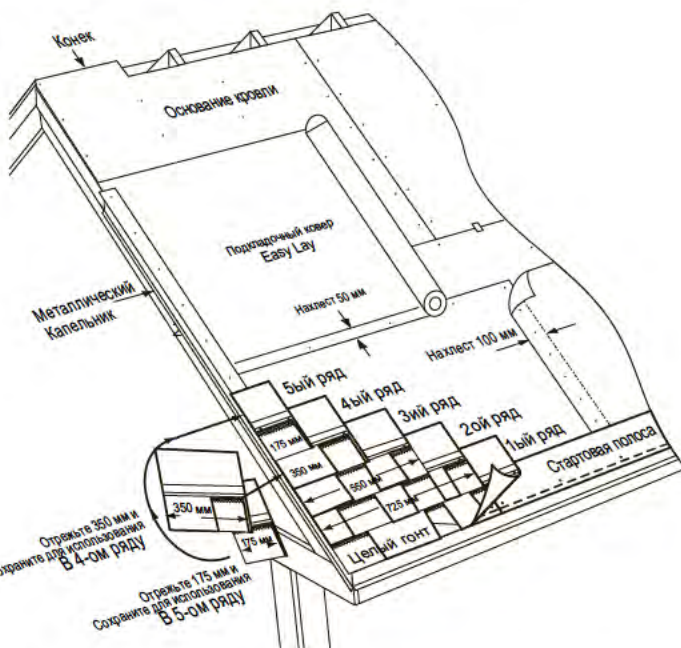 Конек
Основание кровли
Подкладочный ковер
Easy Lay
Металлический
Капельник
Нахлест 50 мм
Нахлест 100 мм
5ый ряд
4ый ряд
3ий ряд
2ой ряд
1ый ряд
Стартовая полоса
175 мм
350 мм
550 мм
725 мм
Целый гонт
350 мм
175 мм
Отрежьте 350 мм и
охраните для использования
В 4-ом ряду
Отрежьте 175 мм и
Сохраните для использования
В 5-ом ряду